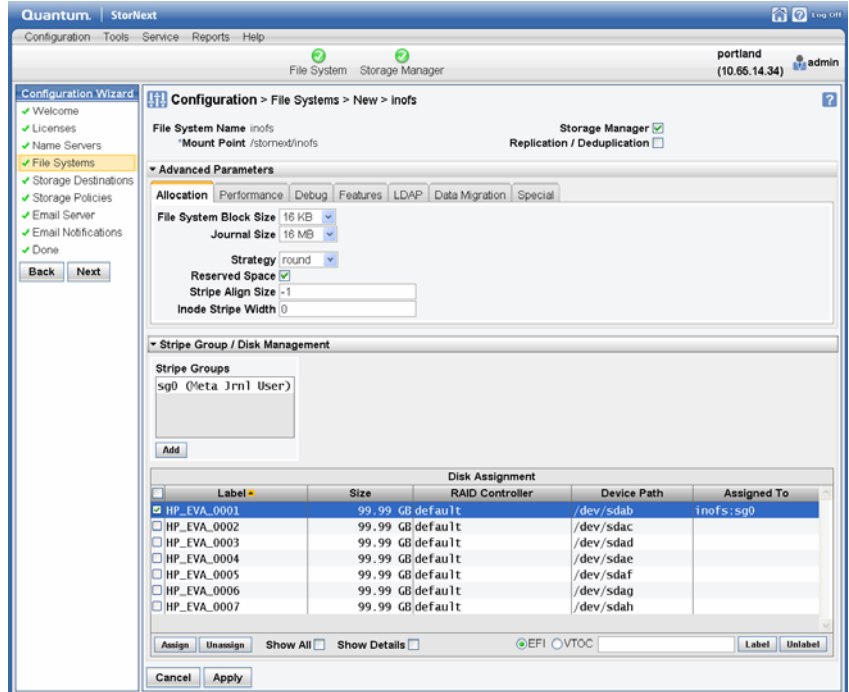 Quantum. StorNext Log Off
Configuration Tools Service Reports Help
File System Storage Manager
portland
(10.65.14.34) admin
Configuration Wizard
Welcome
Licenses
Name Servers
File Systems
Storage Destinations
Storage Policies
Email Server
Email Notifications
Done
Back Next
Configuration > File Systems > New > inofs ?
File System Name inofs Storage Manager
*Mount Point /stornext/inofs Replication / Deduplication
Advanced Parameters
Allocation Performance Debug Features LDAP Data Migration Special
File System Block Size 16 KB
Journal Size 16 MB
Strategy round
Reserved Space
Stripe Align Size -1
Inode Stripe Width 0
Stripe Group / Disk Management
Stripe Groups
sg0 (Meta Jrnl User)
Add
Disk Assignment
Label Size RAID Controller Device Path Assigned To
HP_EVA_0001 99.99 GB default /dev/sdab inofs:sg0
HP_EVA_0002 99.99 GB default /dev/sdac
HP_EVA_0003 99.99 GB default /dev/sdad
HP_EVA_0004 99.99 GB default /dev/sdae
HP_EVA_0005 99.99 GB default /dev/sdaf
HP_EVA_0006 99.99 GB default /dev/sdag
HP_EVA_0007 99.99 GB default /dev/sdah
Assign Unassign Show All Show Details EFI VTOC Label Unlabel
Cancel Apply